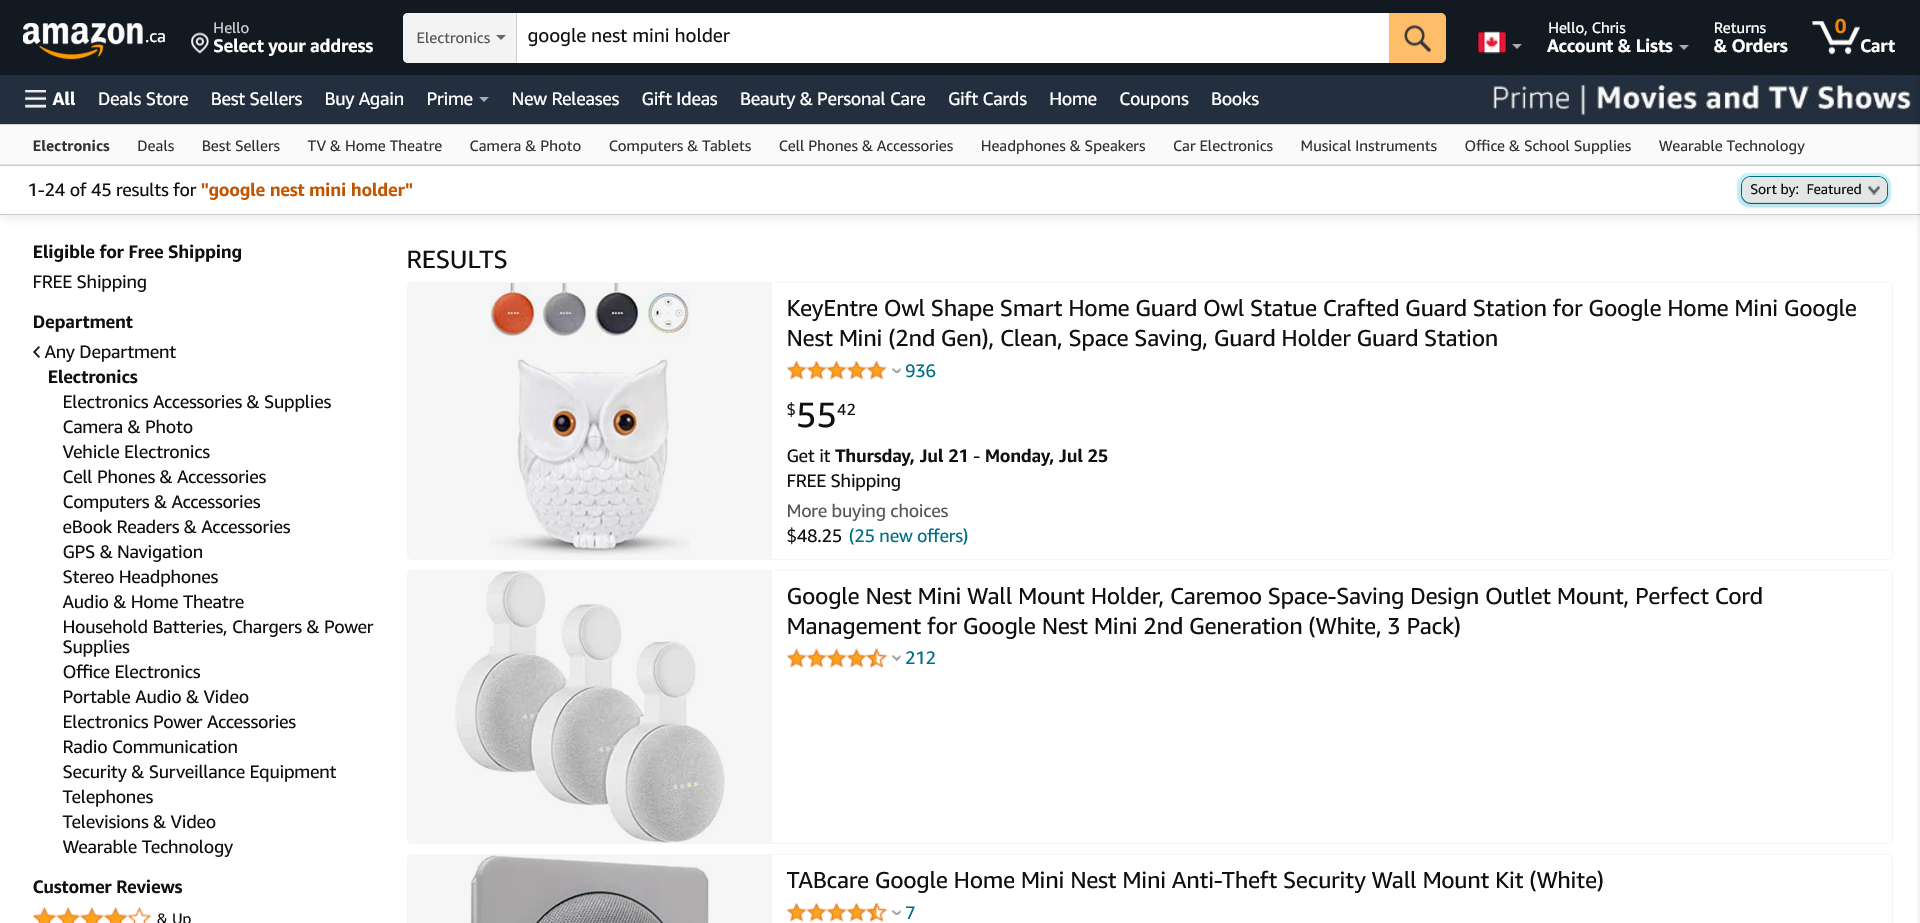 amazon.ca
Hello
Select your address
Electronics
google nest mini holder
Hello, Chris
Account & Lists
Returns
& Orders
0
Cart
All
Deals Store
Best Sellers
Buy Again
Prime
New Releases
Gift Ideas
Beauty & Personal Care
Gift Cards
Home
Coupons
Books
Prime | Movies and TV Shows
Electronics
Deals
Best Sellers
TV & Home Theatre
Camera & Photo
Computers & Tablets
Cell Phones & Accessories
Headphones & Speakers
Car Electronics
Musical Instruments
Office & School Supplies
Wearable Technology
1-24 of 45 results for "google nest mini holder"
Sort by: Featured
Eligible for Free Shipping
FREE Shipping
Department
Any Department
Electronics
Electronics Accessories & Supplies
Camera & Photo
Vehicle Electronics
Cell Phones & Accessories
Computers & Accessories
eBook Readers & Accessories
GPS & Navigation
Stereo Headphones
Audio & Home Theatre
Household Batteries, Chargers & Power
Supplies
Office Electronics
Portable Audio & Video
Electronics Power Accessories
Radio Communication
Security & Surveillance Equipment
Telephones
Televisions & Video
Wearable Technology
Customer Reviews
& Up
RESULTS
KeyEntre Owl Shape Smart Home Guard Owl Statue Crafted Guard Station for Google Home Mini Google
Nest Mini (2nd Gen), Clean, Space Saving, Guard Holder Guard Station
936
$55 42
Get it Thursday, Jul 21 - Monday, Jul 25
FREE Shipping
More buying choices
$48.25 (25 new offers)
Google Nest Mini Wall Mount Holder, Caremoo Space-Saving Design Outlet Mount, Perfect Cord
Management for Google Nest Mini 2nd Generation (White, 3 Pack)
212
TABcare Google Home Mini Nest Mini Anti-Theft Security Wall Mount Kit (White)
7